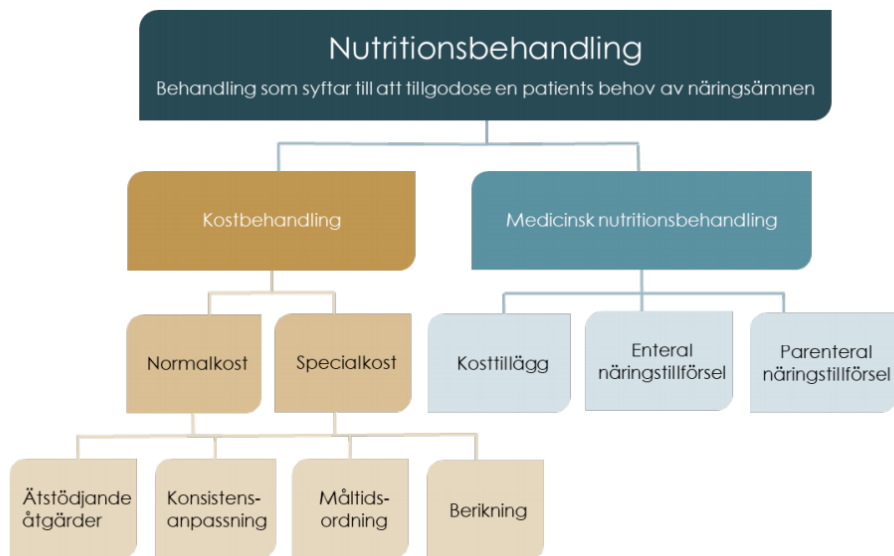 Nutritionsbehandling
Behandling som syftar till att tillgodose en patients behov av näringsämnen
Kostbehandling
Medicinsk nutritionsbehandling
Normalkost
Specialkost
Kosttillägg
Enteral
näringstillförsel
Parenteral
näringstillförsel
Ätstödjande
åtgärder
Konsistens-
anpassning
Måltids-
ordning
Berikning